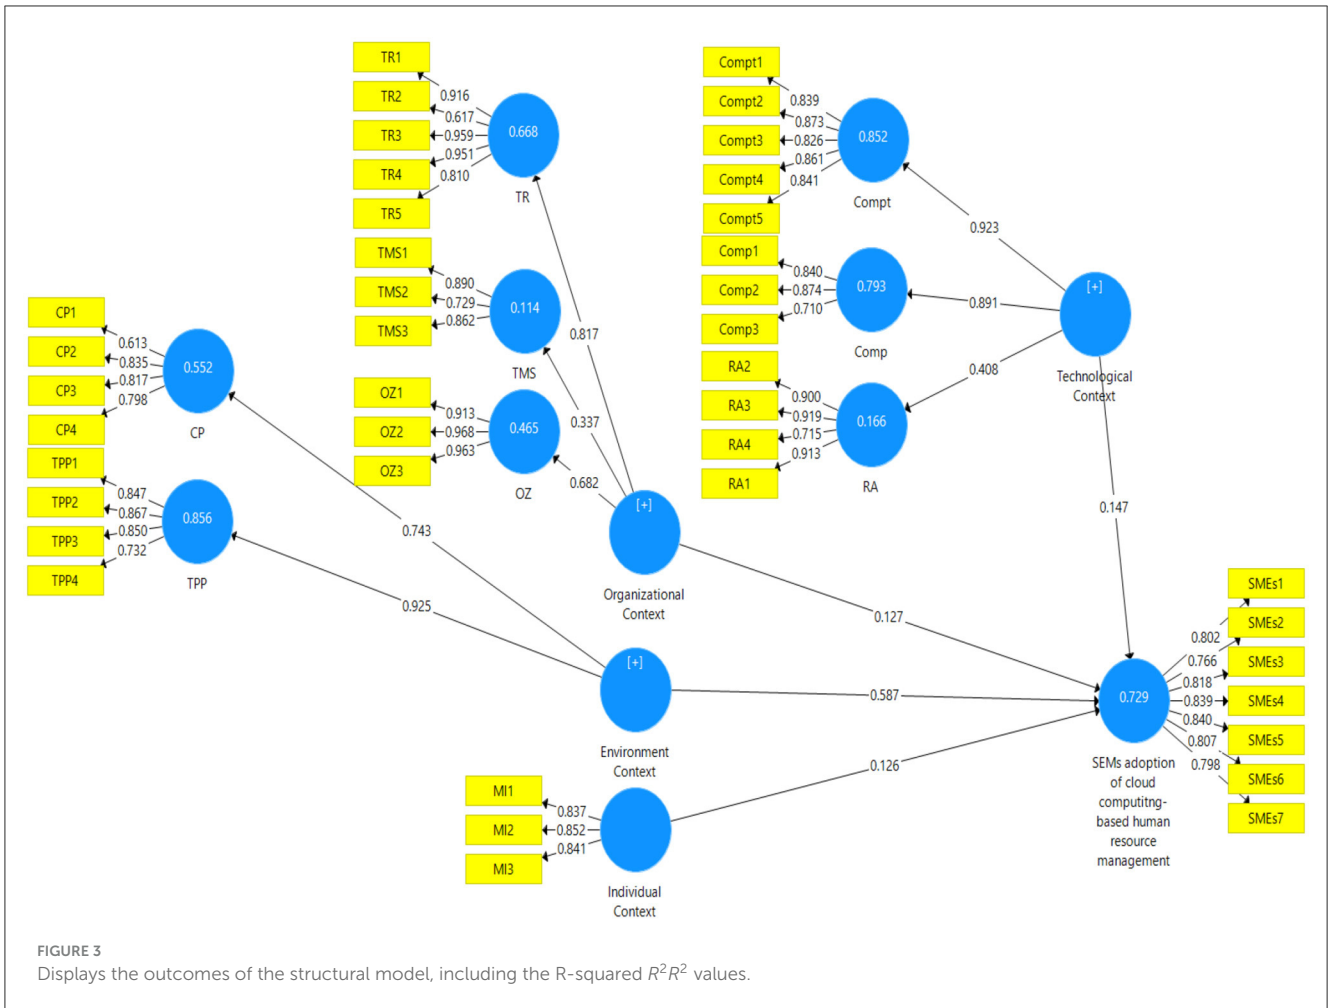 TR1
TR2
TR3
TR4
TR5
0.916
0.617
0.959
0.951
0.810
0.668
TR
TMS1
TMS2
TMS3
0.890
0.729
0.862
0.114
TMS
OZ1
OZ2
OZ3
0.913
0.968
0.963
0.465
OZ
0.817
0.337
0.682
[+]
Organizational
Context
Compt1
Compt2
Compt3
Compt4
Compt5
0.839
0.873
0.826
0.861
0.841
0.852
Compt
Comp1
Comp2
Comp3
0.840
0.874
0.710
0.793
Comp
RA2
RA3
RA4
RA1
0.900
0.919
0.715
0.913
0.166
RA
0.923
0.891
0.408
[+]
Technological
Context
0.147
CP1
CP2
CP3
CP4
0.613
0.835
0.817
0.798
0.552
CP
TPP1
TPP2
TPP3
TPP4
0.847
0.867
0.850
0.732
0.856
TPP
0.743
0.925
[+]
Environment
Context
0.127
0.587
0.126
MI1
MI2
MI3
0.837
0.852
0.841
Individual
Context
0.729
SEMs adoption
of cloud
computitng-
based human
resource
management
0.802
0.766
0.818
0.839
0.840
0.807
0.798
SMEs1
SMEs2
SMEs3
SMEs4
SMEs5
SMEs6
SMEs7
FIGURE 3
Displays the outcomes of the structural model, including the R-squared R²R² values.